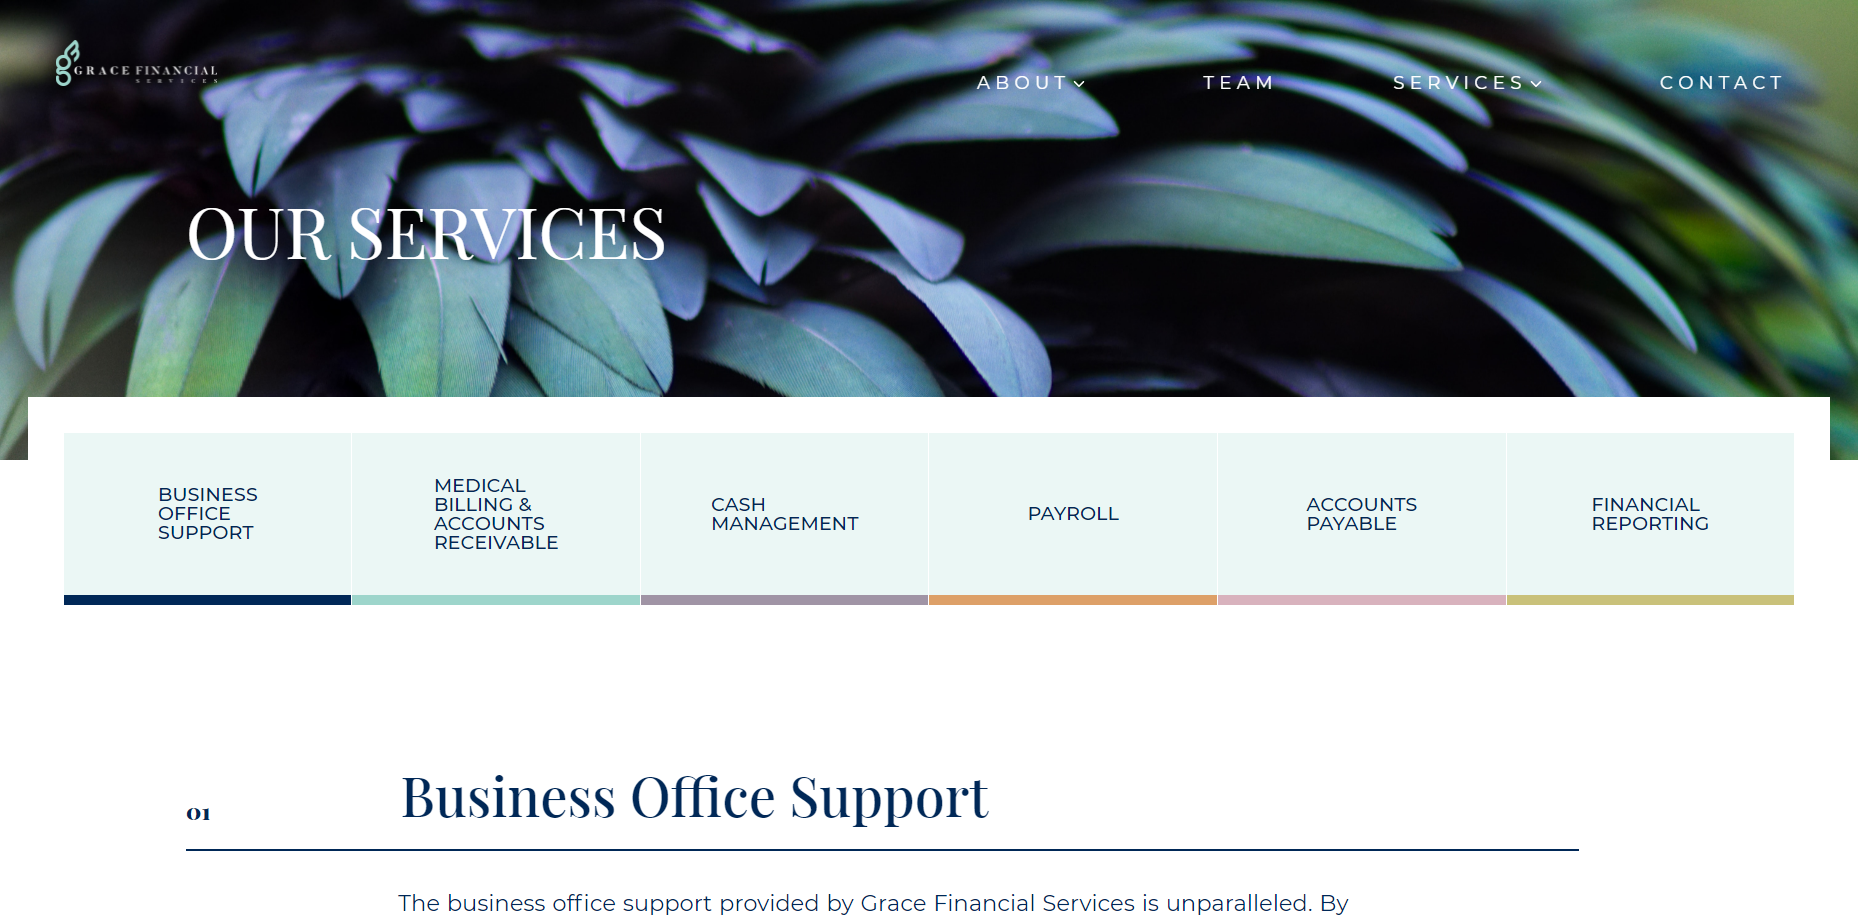 GRACE FINANCIAL
SERVICES
ABOUT
TEAM
SERVICES
CONTACT
OUR SERVICES
BUSINESS
OFFICE
SUPPORT
MEDICAL
BILLING &
ACCOUNTS
RECEIVABLE
CASH
MANAGEMENT
PAYROLL
ACCOUNTS
PAYABLE
FINANCIAL
REPORTING
01
Business Office Support
The business office support provided by Grace Financial Services is unparalleled. By